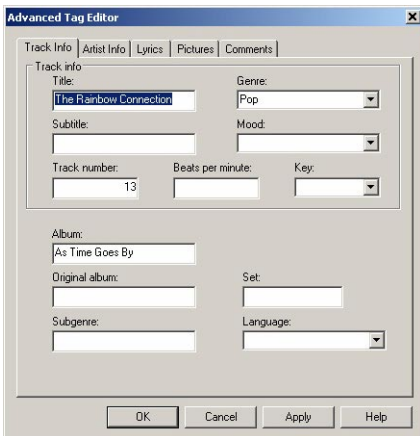 Advanced Tag Editor
Track Info Artist Info Lyrics Pictures Comments
Track info
Title: Genre:
The Rainbow Connection Pop
Subtitle: Mood:
Track number: Beats per minute: Key:
13
Album:
As Time Goes By
Original album: Set:
Subgenre: Language:
OK Cancel Apply Help